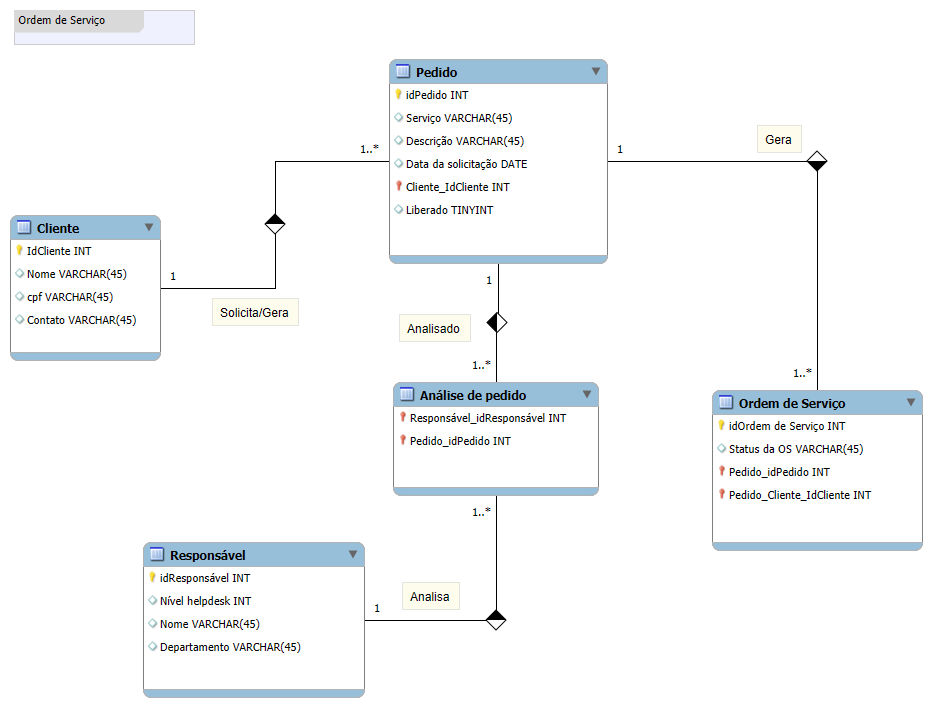 Ordem de Serviço
Pedido
idPedido INT
Serviço VARCHAR(45)
Descrição VARCHAR(45)
Data da solicitação DATE
Cliente_IdCliente INT
Liberado TINYINT
1..*
1
Gera
Cliente
IdCliente INT
Nome VARCHAR(45)
cpf VARCHAR(45)
Contato VARCHAR(45)
1
Solicita/Gera
1
Analisado
1..*
1..*
Análise de pedido
Responsável_idResponsável INT
Pedido_idPedido INT
Ordem de Serviço
idOrdem de Serviço INT
Status da OS VARCHAR(45)
Pedido_idPedido INT
Pedido_Cliente_IdCliente INT
1..*
Responsável
idResponsável INT
Nível helpdesk INT
Nome VARCHAR(45)
Departamento VARCHAR(45)
1
Analisa